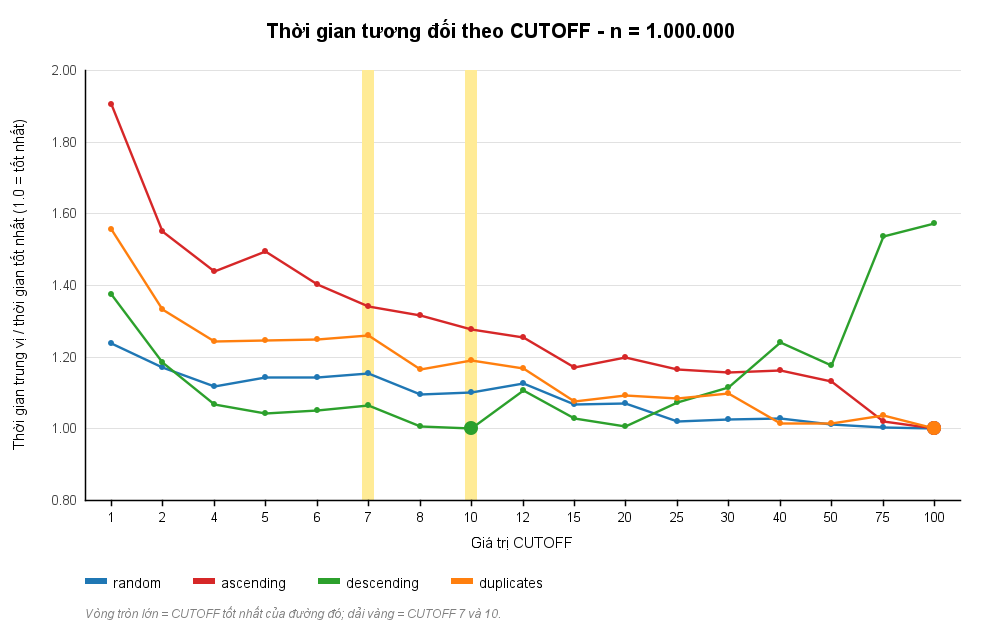 Thời gian tương đối theo CUTOFF - n = 1.000.000
Thời gian trung vị / thời gian tốt nhất (1.0 = tốt nhất)
2.00
1.80
1.60
1.40
1.20
1.00
0.80
1 2 4 5 6 7 8 10 12 15 20 25 30 40 50 75 100
Giá trị CUTOFF
random ascending descending duplicates
Vòng tròn lớn = CUTOFF tốt nhất của đường đó; dải vàng = CUTOFF 7 và 10.